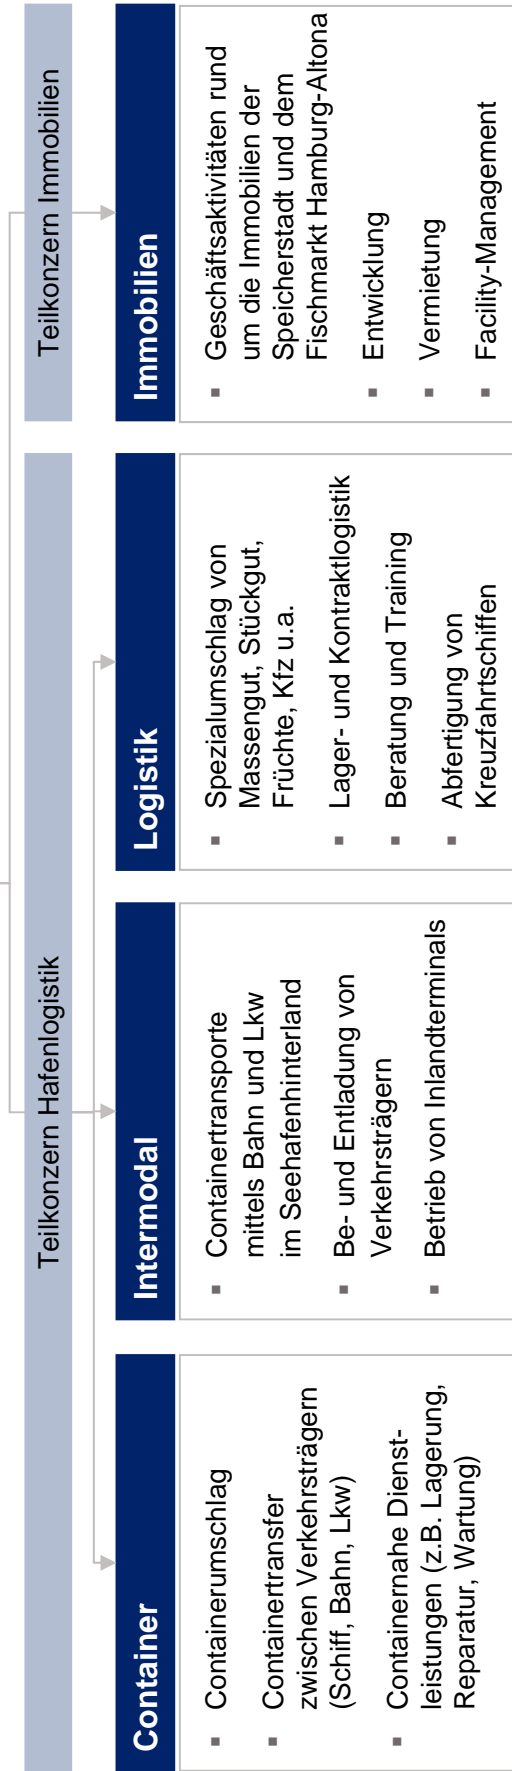 Teilkonzern Hafenlogistik
Teilkonzern Immobilien
Container
▪ Containerumschlag
▪ Containertransfer
zwischen Verkehrsträgern
(Schiff, Bahn, Lkw)
▪ Containernahe Dienst-
leistungen (z.B. Lagerung,
Reparatur, Wartung)
Intermodal
▪ Containertransporte
mittels Bahn und Lkw
im Seehafenhinterland
▪ Be- und Entladung von
Verkehrsträgern
▪ Betrieb von Inlandterminals
Logistik
▪ Spezialumschlag von
Massengut, Stückgut,
Früchte, Kfz u.a.
▪ Lager- und Kontraktlogistik
▪ Beratung und Training
▪ Abfertigung von
Kreuzfahrtschiffen
Immobilien
▪ Geschäftsaktivitäten rund
um die Immobilien der
Speicherstadt und dem
Fischmarkt Hamburg-Altona
▪ Entwicklung
▪ Vermietung
▪ Facility-Management